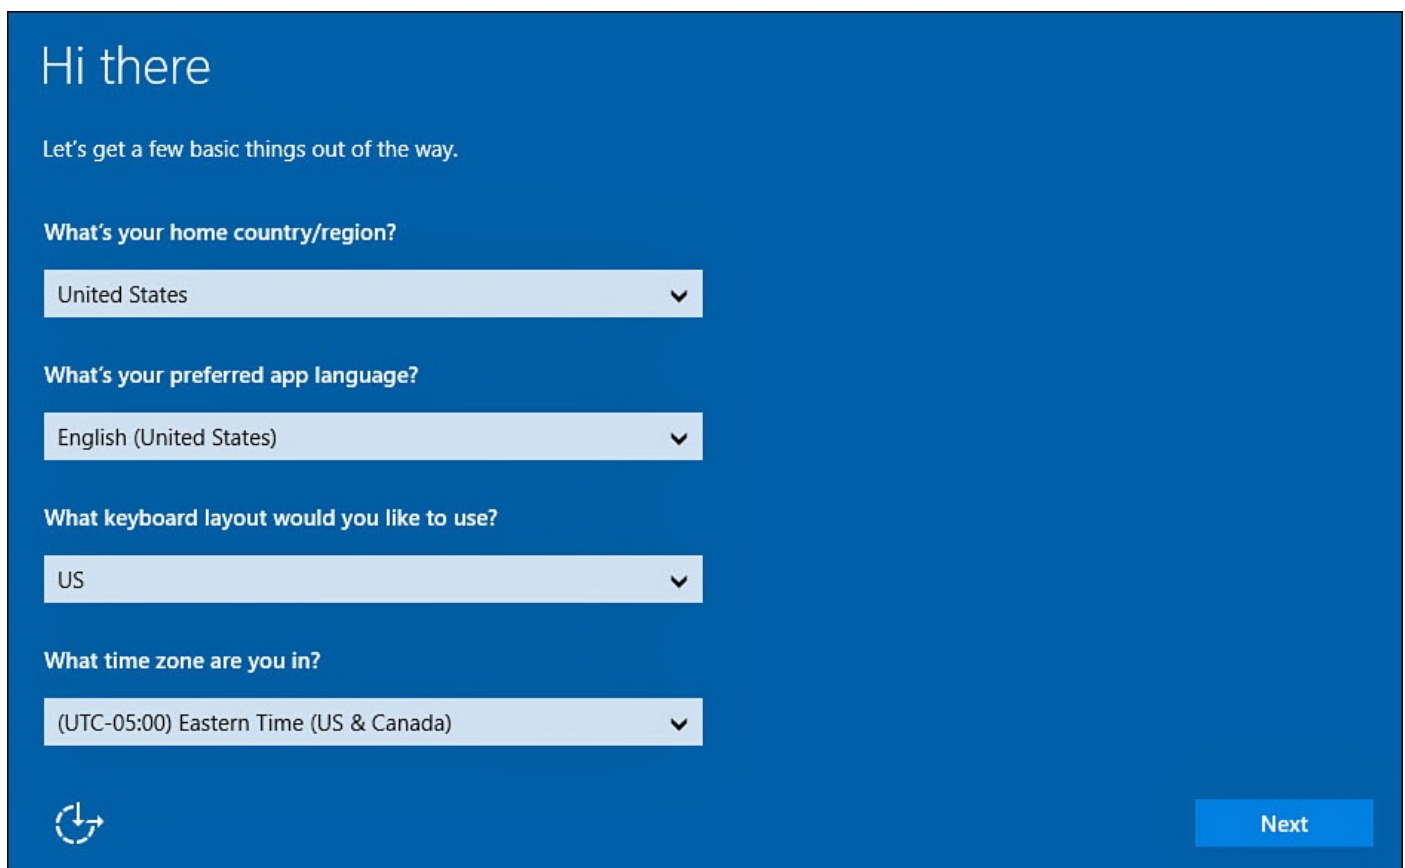 Hi there
Let's get a few basic things out of the way.
What's your home country/region?
United States
What's your preferred app language?
English (United States)
What keyboard layout would you like to use?
US
What time zone are you in?
(UTC-05:00) Eastern Time (US & Canada)
Next